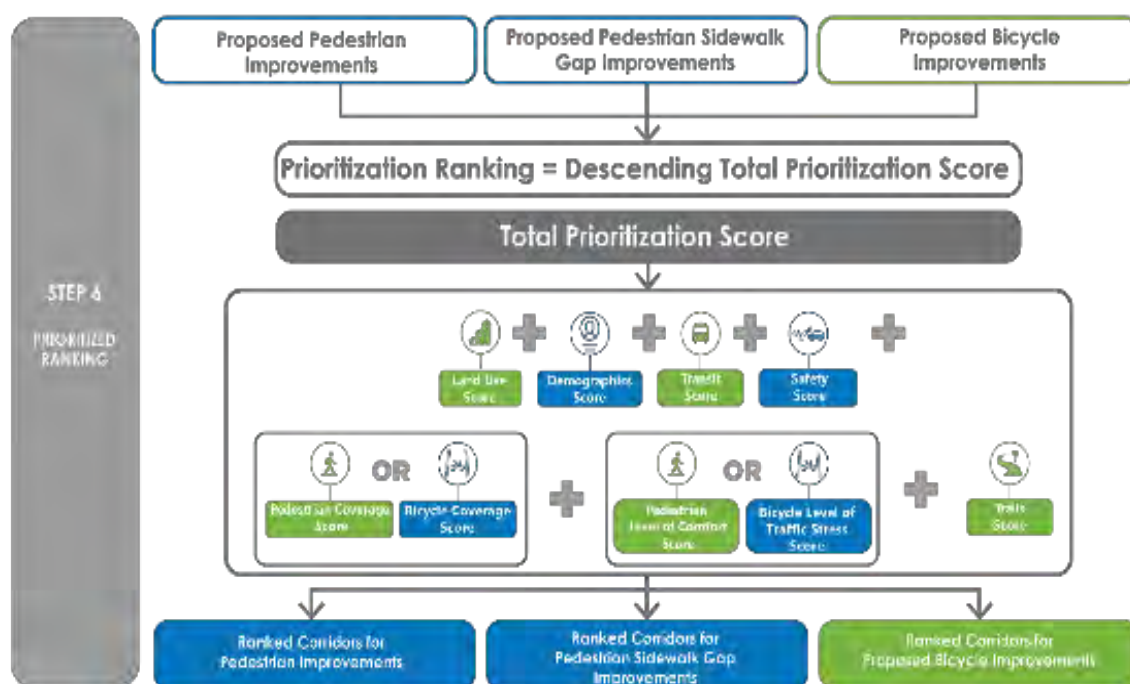 STEP 6
PRIORITIZED
RANKING
Proposed Pedestrian
Improvements
Proposed Pedestrian Sidewalk
Gap Improvements
Proposed Bicycle
Improvements
Prioritization Ranking = Descending Total Prioritization Score
Total Prioritization Score
Land Use
Score
Demographics
Score
Transit
Score
Safety
Score
Pedestrian Coverage
Score
OR
Bicycle Coverage
Score
Pedestrian
Level of Comfort
Score
OR
Bicycle Level of
Traffic Stress
Score
Trails
Score
Ranked Corridors for
Pedestrian Improvements
Ranked Corridors for
Pedestrian Sidewalk Gap
Improvements
Ranked Corridors for
Proposed Bicycle Improvements